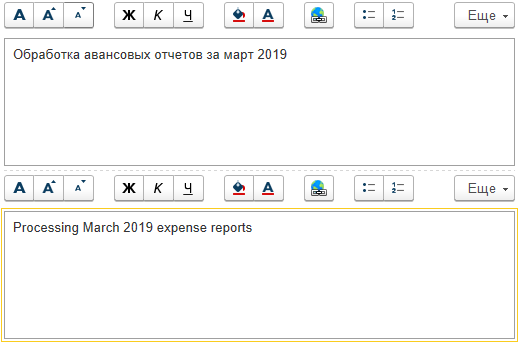 А А А Ж К Ч А Еще
Обработка авансовых отчетов за март 2019
А А А Ж К Ч А Еще
Processing March 2019 expense reports